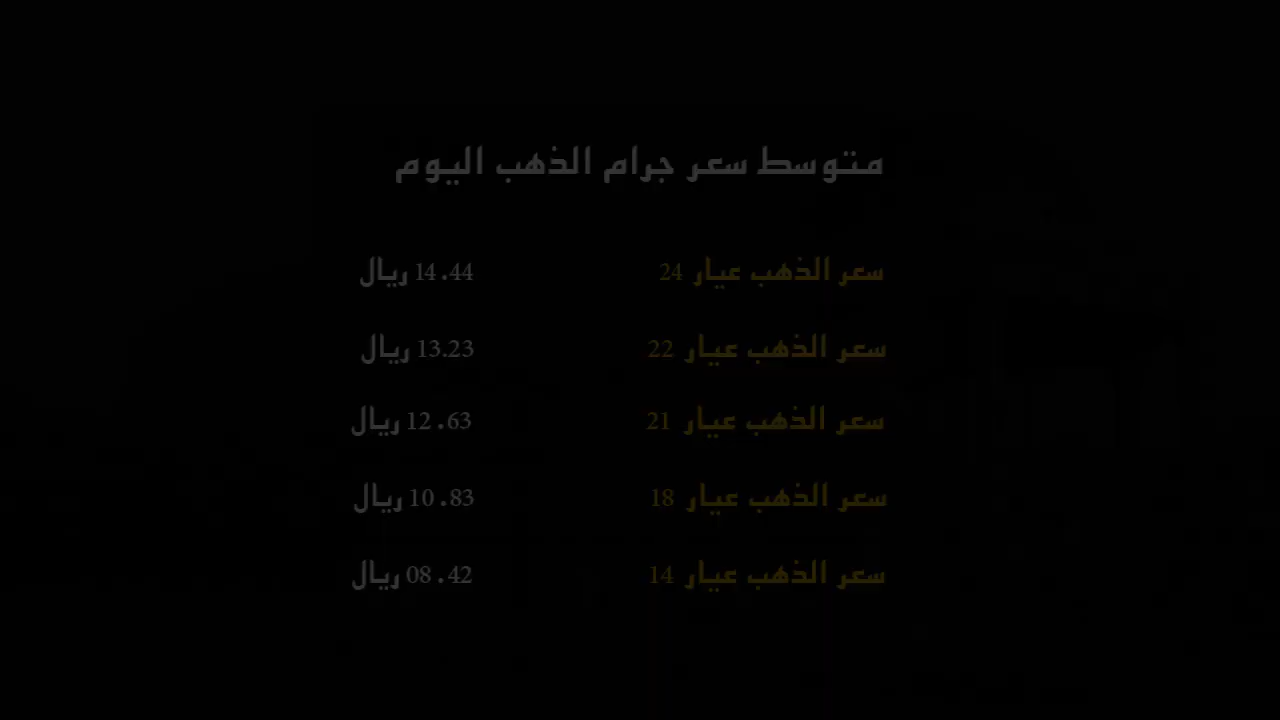 متوسط سعر جرام الذهب اليوم
سعر الذهب عيار 24 14.44 ريال
سعر الذهب عيار 22 13.23 ريال
سعر الذهب عيار 21 12.63 ريال
سعر الذهب عيار 18 10.83 ريال
سعر الذهب عيار 14 08.42 ريال